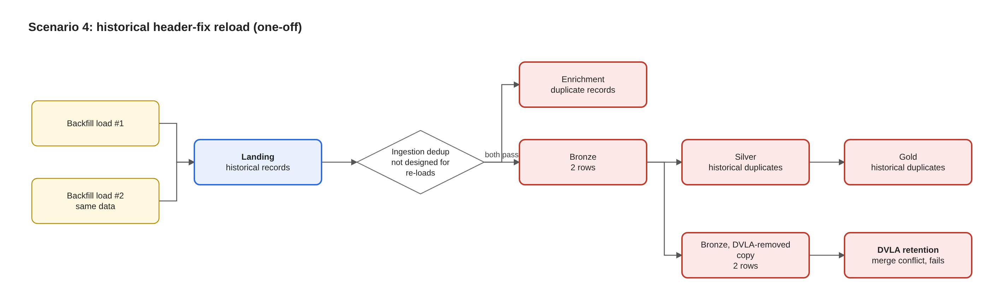 Scenario 4: historical header-fix reload (one-off)
Enrichment
duplicate records
Backfill load #1
Landing
historical records
Ingestion dedup
not designed for
re-loads
both pass
Bronze
2 rows
Silver
historical duplicates
Gold
historical duplicates
Backfill load #2
same data
Bronze, DVLA-removed
copy
2 rows
DVLA retention
merge conflict, fails